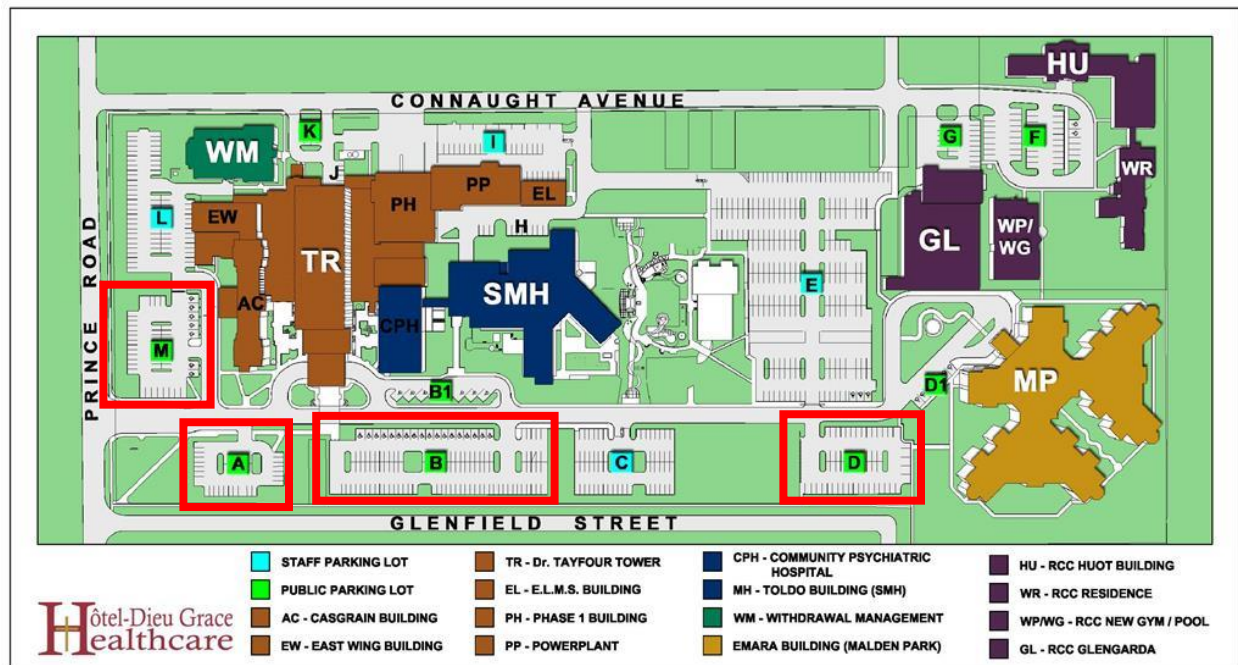 HU
CONNAUGHT AVENUE
K
I
G
F
WM
J
PP
EL
WR
PH
L
EW
H
WP/
WG
GL
TR
SMH
E
AC
CPH
M
PRINCE ROAD
B1
D1
MP
A
B
C
D
GLENFIELD STREET
STAFF PARKING LOT
PUBLIC PARKING LOT
AC - CASGRAIN BUILDING
EW - EAST WING BUILDING
TR - Dr. TAYFOUR TOWER
EL - E.L.M.S. BUILDING
PH - PHASE 1 BUILDING
PP - POWERPLANT
CPH - COMMUNITY PSYCHIATRIC
HOSPITAL
MH - TOLDO BUILDING (SMH)
WM - WITHDRAWAL MANAGEMENT
EMARA BUILDING (MALDEN PARK)
HU - RCC HUOT BUILDING
WR - RCC RESIDENCE
WP/WG - RCC NEW GYM / POOL
GL - RCC GLENGARDA
Hôtel-Dieu Grace
Healthcare